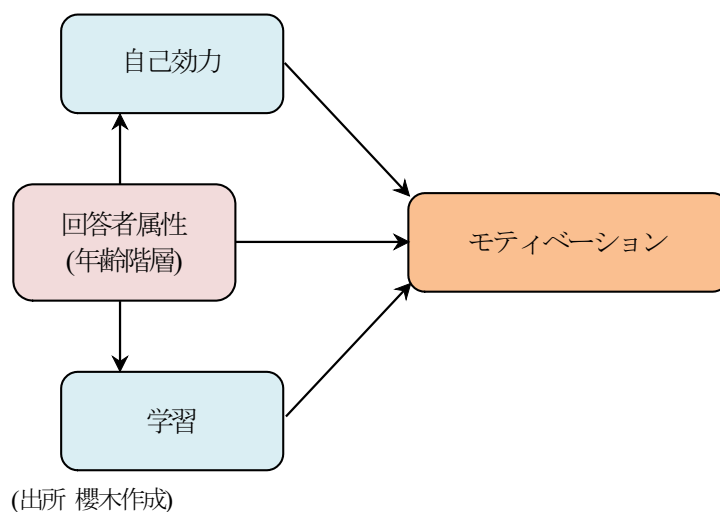 自己効力
回答者属性
(年齢階層)
モティベーション
学習
(出所 櫻木作成)